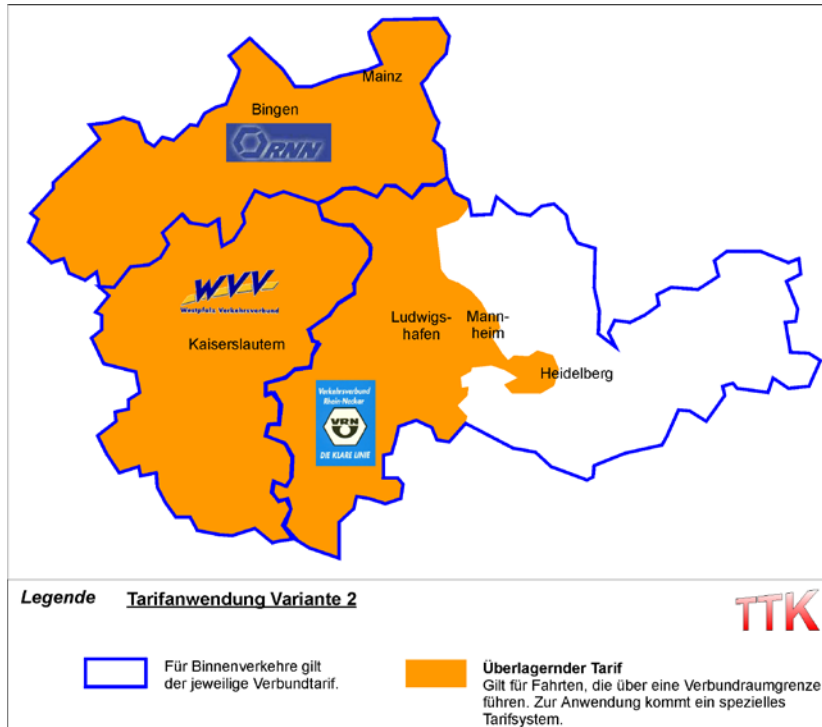 Mainz
Bingen
RNN
WVV
Westpfalz Verkehrsverbund
Kaiserslautern
Ludwigs-
hafen
Mann-
heim
Heidelberg
Verkehrsverbund
Rhein-Neckar
VRN
DIE KLARE LINIE
Legende Tarifanwendung Variante 2
TTK
Für Binnenverkehre gilt
der jeweilige Verbundtarif.
Überlagernder Tarif
Gilt für Fahrten, die über eine Verbundraumgrenze
führen. Zur Anwendung kommt ein spezielles
Tarifsystem.